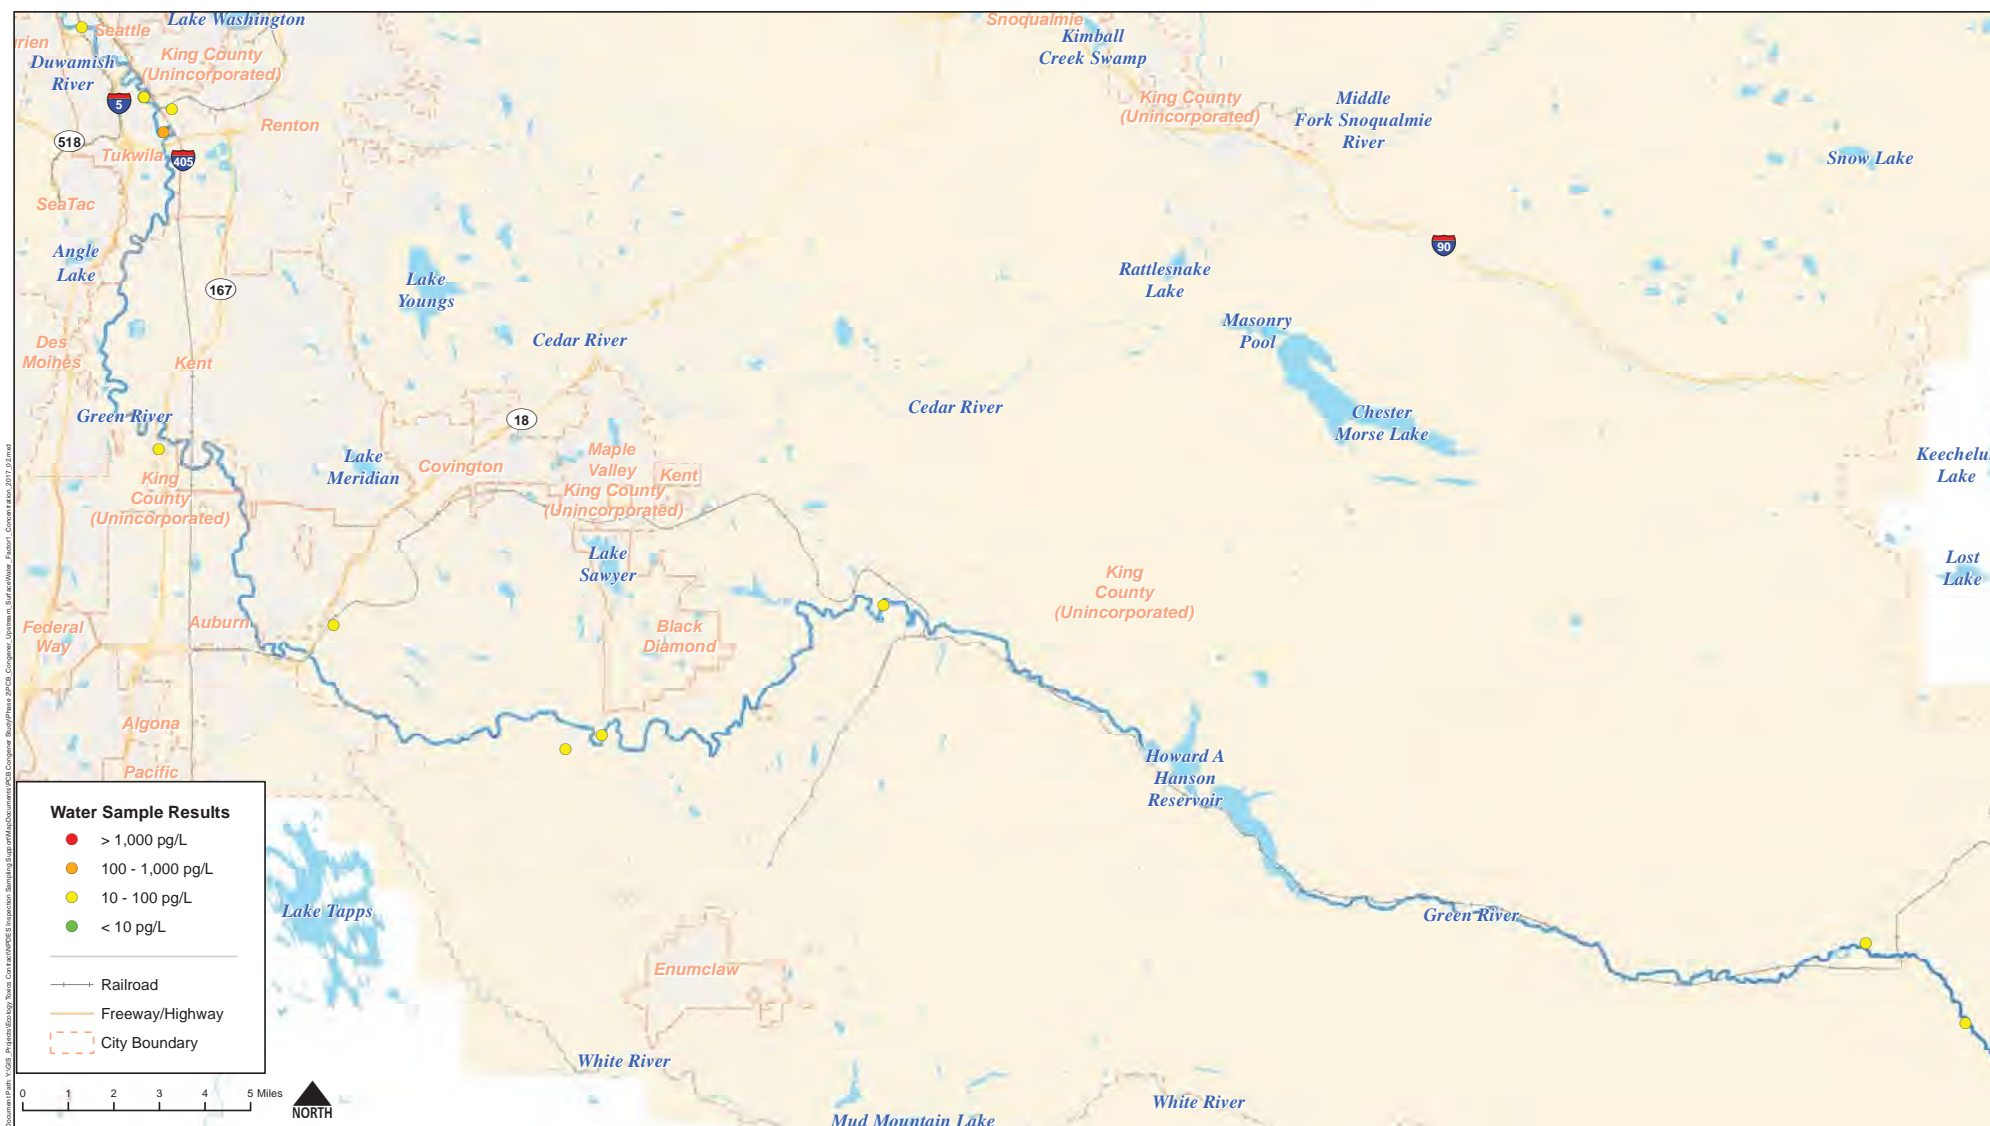 Lake Washington
Seattle
rien
King County
(Unincorporated)
Duwamish
River
5
Renton
518
Tukwila
405
SeaTac
Angle
Lake
167
Lake
Youngs
Des
Moines
Kent
Green River
Cedar River
Snoqualmie
Kimball
Creek Swamp
King County
(Unincorporated)
Middle
Fork Snoqualmie
River
Snow Lake
90
Rattlesnake
Lake
Masonry
Pool
Cedar River
Chester
Morse Lake
18
Lake
Meridian
Covington
Maple
Valley
King County
(Unincorporated)
Kent
King
County
(Unincorporated)
Keechelu
Lake
Lost
Lake
Lake
Sawyer
King
County
(Unincorporated)
Federal
Way
Auburn
Black
Diamond
Algona
Pacific
Howard A
Hanson
Reservoir
Green River
Lake Tapps
Enumclaw
White River
White River
Mud Mountain Lake
Water Sample Results
> 1,000 pg/L
100 - 1,000 pg/L
10 - 100 pg/L
< 10 pg/L
Railroad
Freeway/Highway
City Boundary
0 1 2 3 4 5 Miles
NORTH